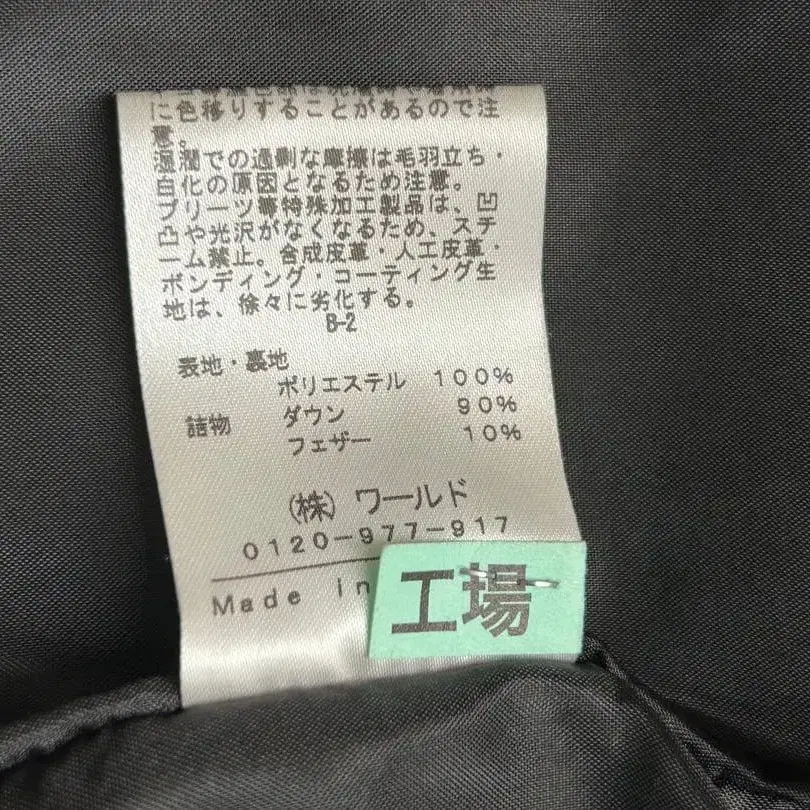 に色移りすることがあるので注
意。
湿潤での過剰な摩擦は毛羽立ち・
白化の原因となるため注意。
プリーツ等特殊加工製品は、凹
凸や光沢がなくなるため、スチ
ーム禁止。合成皮革・人工皮革・
ボンディング・コーティング生
地は、徐々に劣化する。
B-2
表地・裏地
ポリエステル 100%
詰物 ダウン 90%
フェザー 10%
(株) ワールド
0120-977-917
Made in
工場